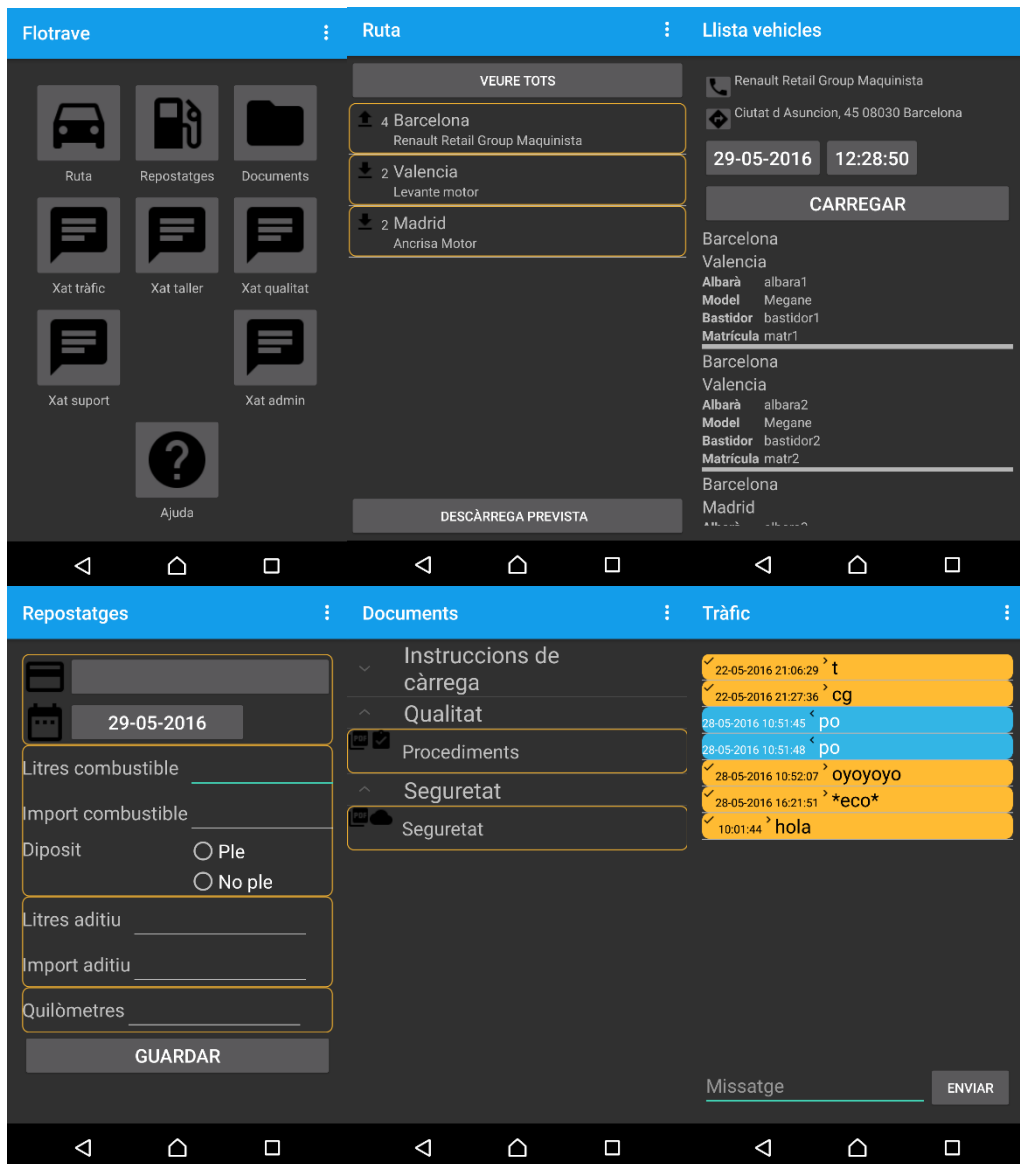 Flotrave
Ruta
Repostatges
Documents
Xat tràfic
Xat taller
Xat qualitat
Xat suport
Xat admin
Ajuda
Ruta
VEURE TOTS
4 Barcelona
Renault Retail Group Maquinista
2 Valencia
Levante motor
2 Madrid
Ancrisa Motor
DESCÀRREGA PREVISTA
Llista vehicles
Renault Retail Group Maquinista
Ciutat d Asuncion, 45 08030 Barcelona
29-05-2016 12:28:50
CARREGAR
Barcelona
Valencia
Albarà albara1
Model Megane
Bastidor bastidor1
Matrícula matr1
Barcelona
Valencia
Albarà albara2
Model Megane
Bastidor bastidor2
Matrícula matr2
Barcelona
Madrid
Repostatges
29-05-2016
Litres combustible
Import combustible
Diposit
Ple
No ple
Litres aditiu
Import aditiu
Quilòmetres
GUARDAR
Documents
Instruccions de
càrrega
Qualitat
PDF
Procediments
Seguretat
PDF
Seguretat
Tràfic
22-05-2016 21:06:29 > t
22-05-2016 21:27:36 > cg
28-05-2016 10:51:45 < po
28-05-2016 10:51:48 < po
28-05-2016 10:52:07 > oyoyoyo
28-05-2016 16:21:51 > *eco*
10:01:44 > hola
Missatge
ENVIAR